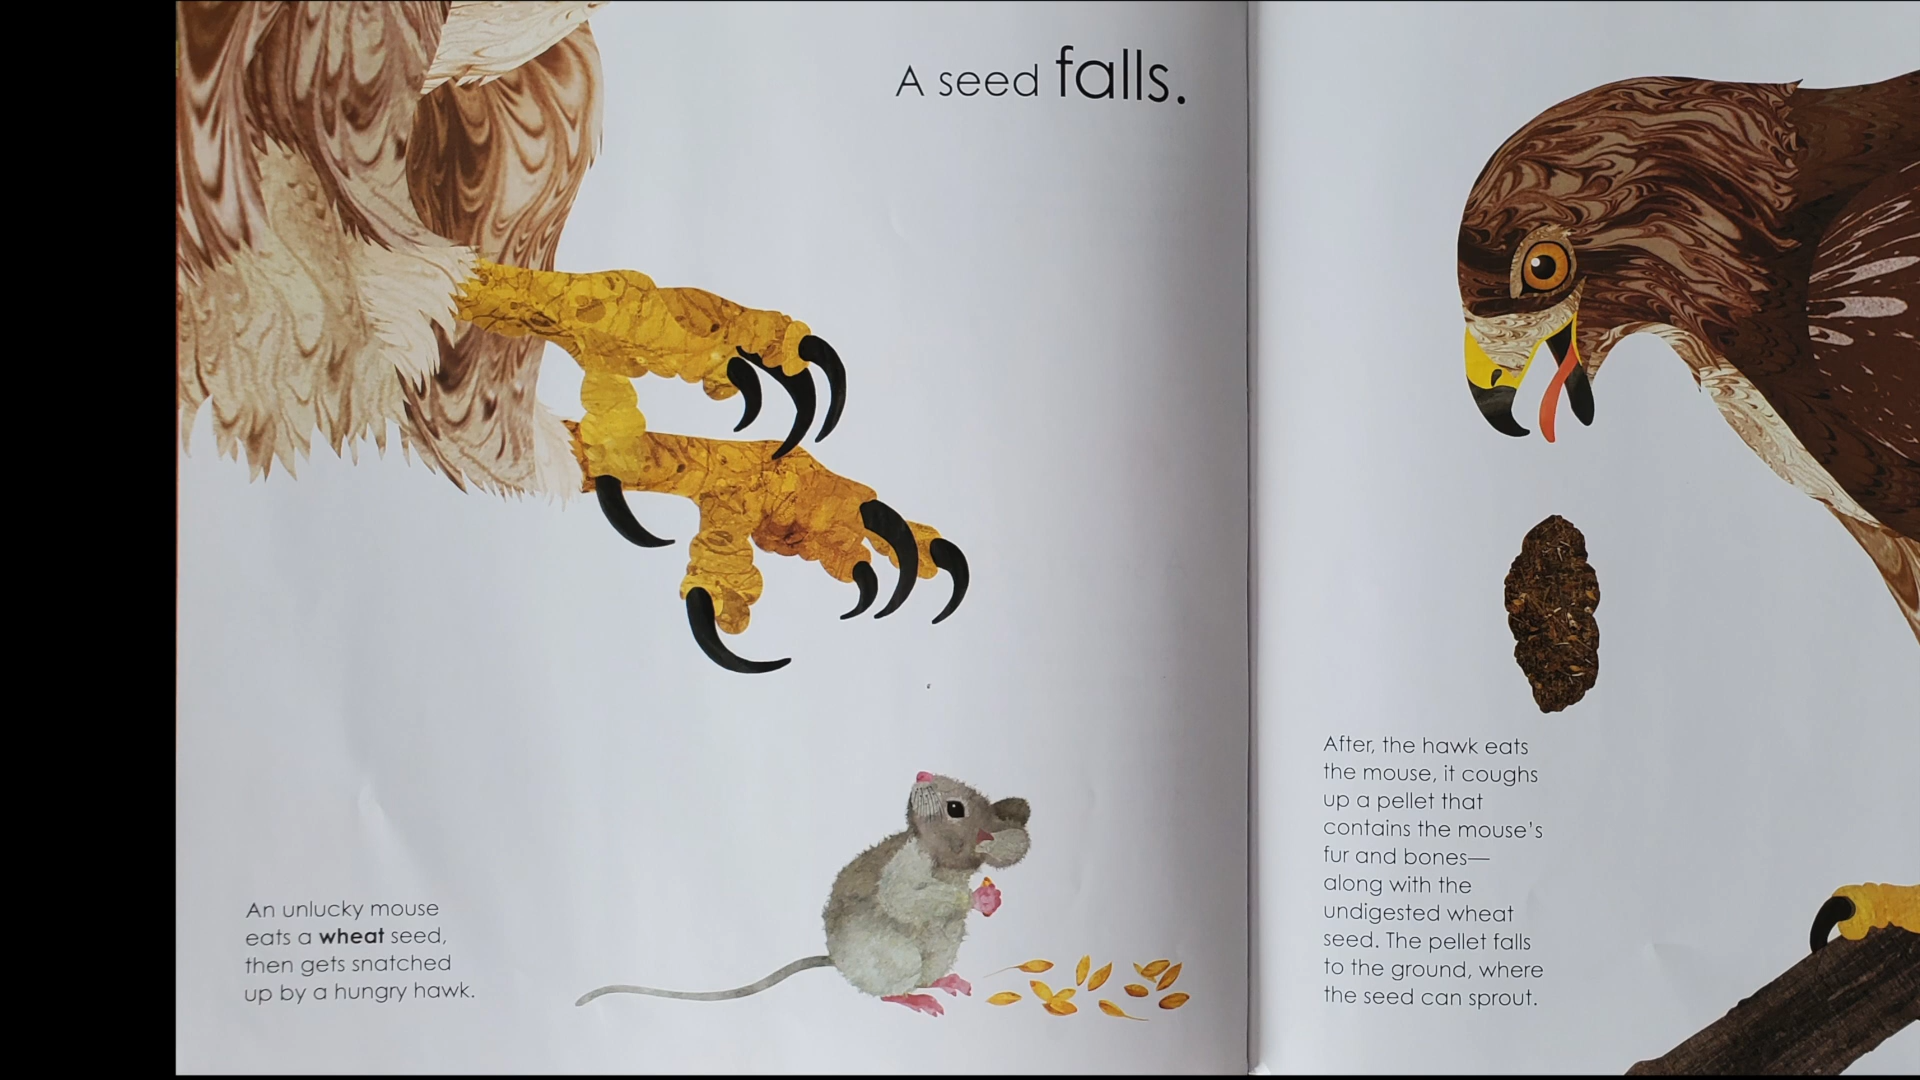 A seed falls.
An unlucky mouse
eats a wheat seed,
then gets snatched
up by a hungry hawk.
After, the hawk eats
the mouse, it coughs
up a pellet that
contains the mouse’s
fur and bones—
along with the
undigested wheat
seed. The pellet falls
to the ground, where
the seed can sprout.